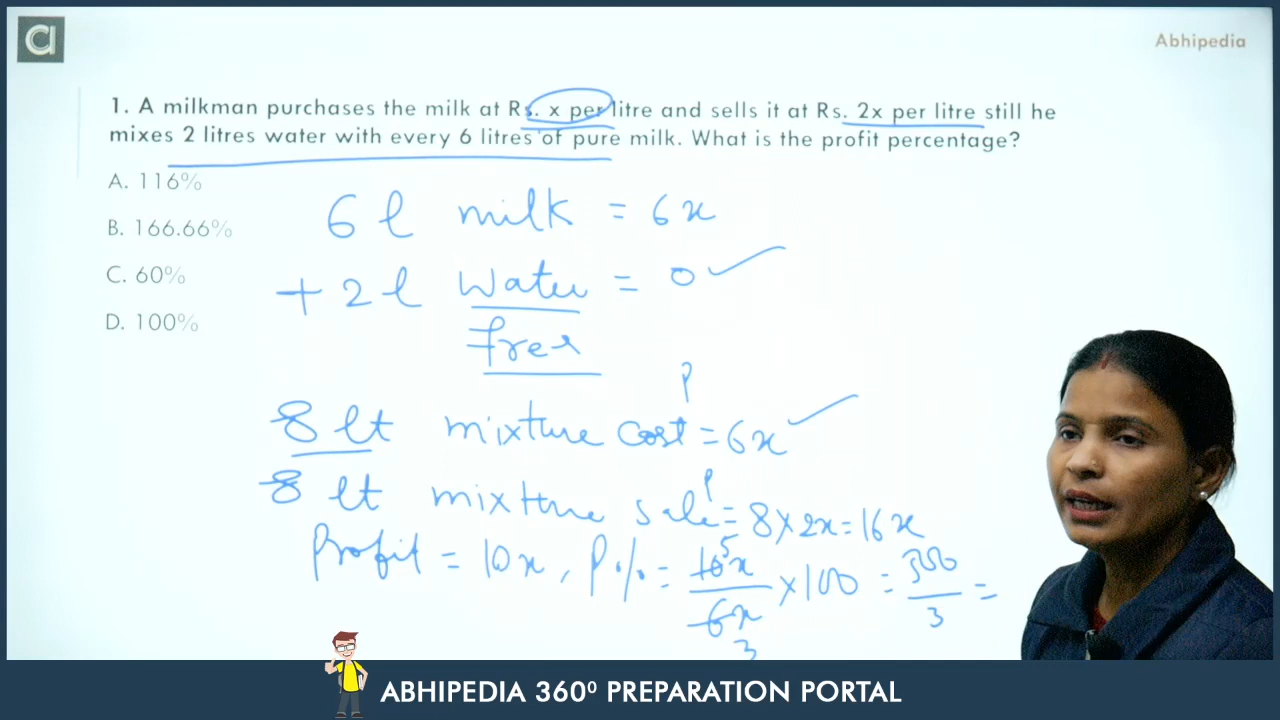 Abhipedia
1. A milkman purchases the milk at Rs. x per litre and sells it at Rs. 2x per litre still he
mixes 2 litres water with every 6 litres of pure milk. What is the profit percentage?
A. 116%
B. 166.66%
C. 60%
D. 100%
6 l milk = 6x
+ 2 l water = 0
free
8 lt mixture cost P = 6x
8 lt mixture sale P = 8 × 2x = 16x
Profit = 10x, P% = 10x 5 / 6x 3 × 100 = / 3 =
ABHIPEDIA 360⁰ PREPARATION PORTAL